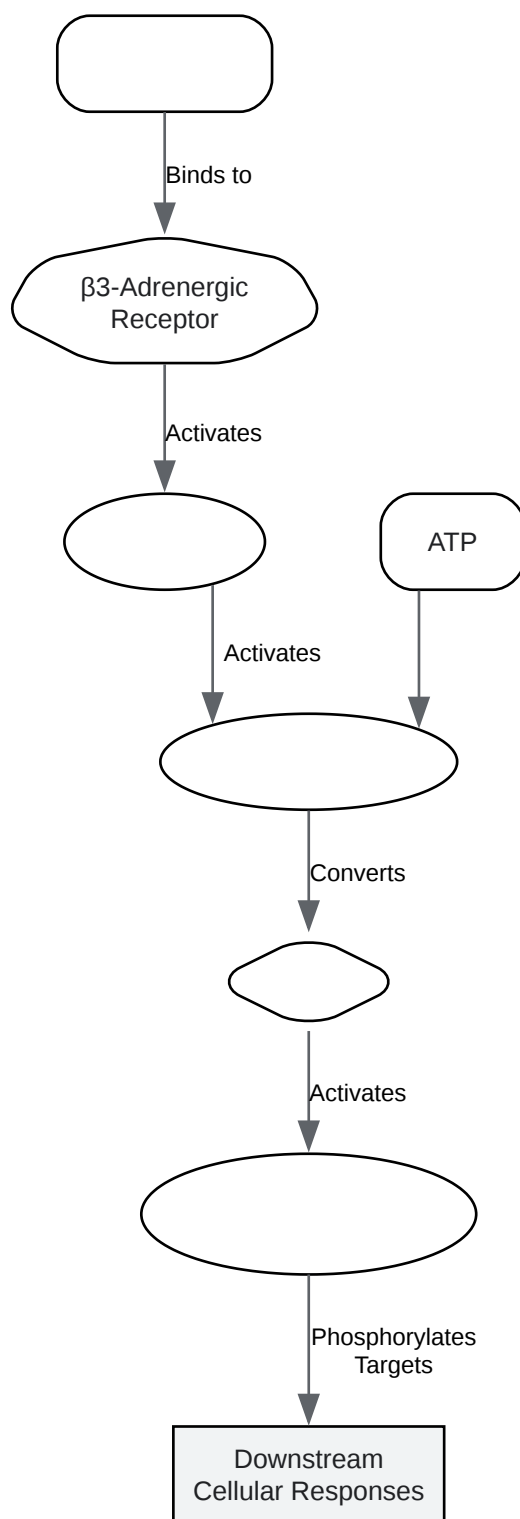 Binds to
β3-Adrenergic
Receptor
Activates
ATP
Activates
Converts
Activates
Phosphorylates
Targets
Downstream
Cellular Responses